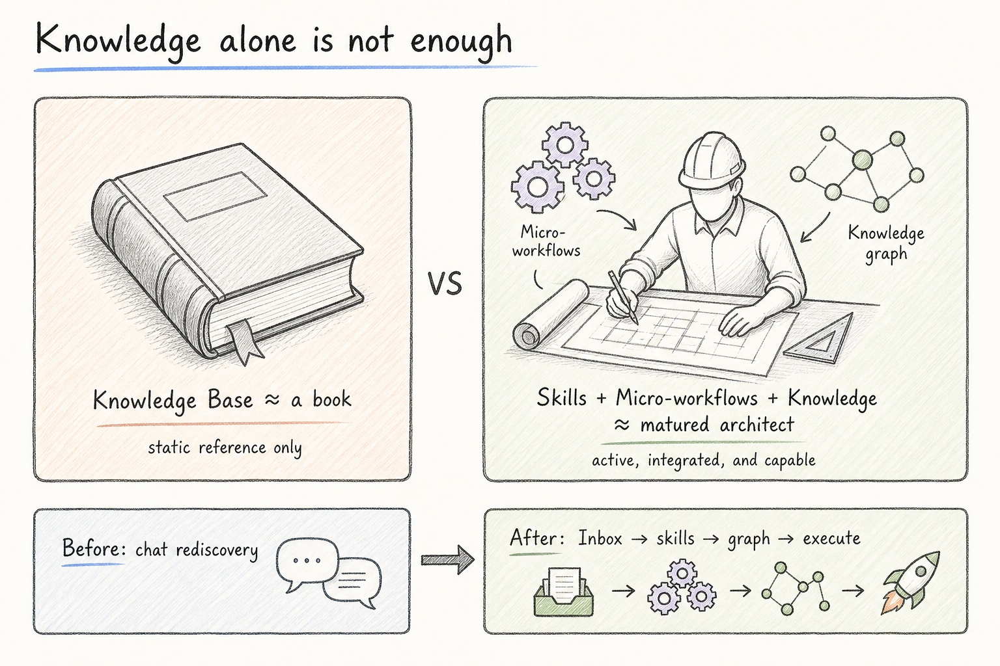 Knowledge alone is not enough
Knowledge Base ≈ a book
static reference only
VS
Micro-
workflows
Knowledge
graph
Skills + Micro-workflows + Knowledge
≈ matured architect
active, integrated, and capable
Before: chat rediscovery
After: Inbox → skills → graph → execute